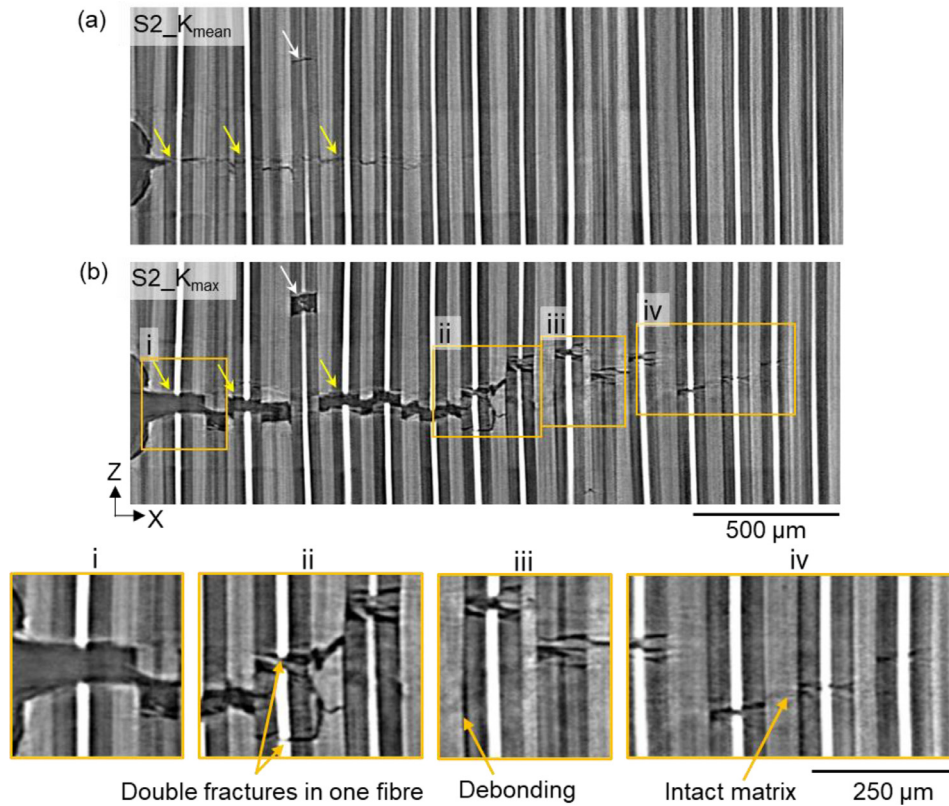 (a)
S2_Kmean
(b)
S2_Kmax
i
ii
iii
iv
Z
X
500 µm
i
ii
iii
iv
Double fractures in one fibre
Debonding
Intact matrix
250 µm